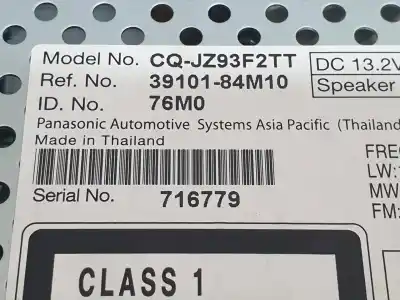 Model No. CQ-JZ93F2TT
DC 13.2V
Ref. No. 39101-84M10
Speaker
ID. No. 76M0
Panasonic Automotive Systems Asia Pacific (Thailand
Made in Thailand
FRE
LW:
MW
FM:
Serial No. 716779
CLASS 1